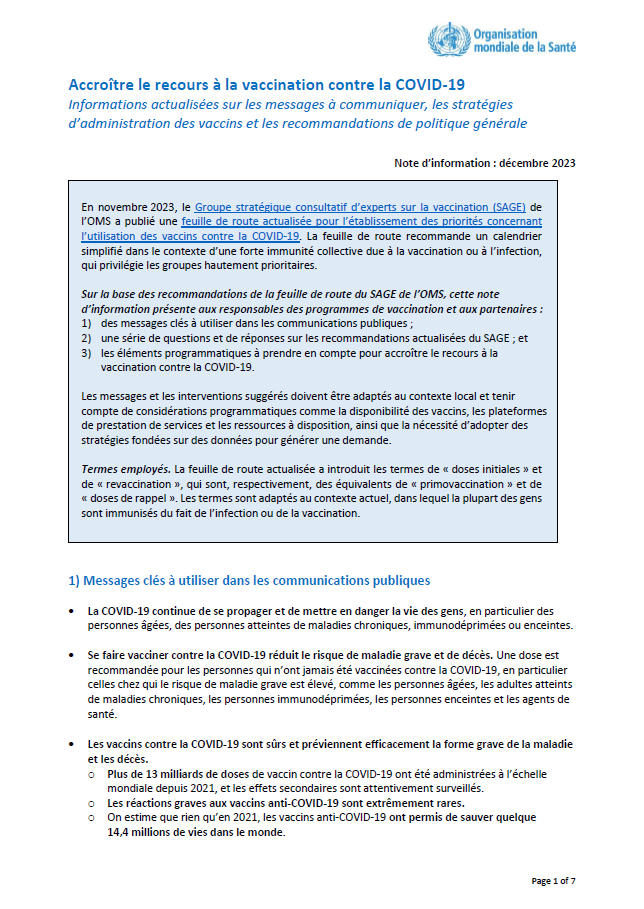 Organisation
mondiale de la Santé
Accroître le recours à la vaccination contre la COVID-19
Informations actualisées sur les messages à communiquer, les stratégies
d’administration des vaccins et les recommandations de politique générale
Note d’information : décembre 2023
En novembre 2023, le Groupe stratégique consultatif d’experts sur la vaccination (SAGE) de
l’OMS a publié une feuille de route actualisée pour l’établissement des priorités concernant
l’utilisation des vaccins contre la COVID-19. La feuille de route recommande un calendrier
simplifié dans le contexte d’une forte immunité collective due à la vaccination ou à l’infection,
qui privilégie les groupes hautement prioritaires.
Sur la base des recommandations de la feuille de route du SAGE de l’OMS, cette note
d’information présente aux responsables des programmes de vaccination et aux partenaires :
1) des messages clés à utiliser dans les communications publiques ;
2) une série de questions et de réponses sur les recommandations actualisées du SAGE ; et
3) les éléments programmatiques à prendre en compte pour accroître le recours à la
vaccination contre la COVID-19.
Les messages et les interventions suggérés doivent être adaptés au contexte local et tenir
compte de considérations programmatiques comme la disponibilité des vaccins, les plateformes
de prestation de services et les ressources à disposition, ainsi que la nécessité d’adopter des
stratégies fondées sur des données pour générer une demande.
Termes employés. La feuille de route actualisée a introduit les termes de « doses initiales » et
de « revaccination », qui sont, respectivement, des équivalents de « primovaccination » et de
« doses de rappel ». Les termes sont adaptés au contexte actuel, dans lequel la plupart des gens
sont immunisés du fait de l’infection ou de la vaccination.
1) Messages clés à utiliser dans les communications publiques
• La COVID-19 continue de se propager et de mettre en danger la vie des gens, en particulier des
personnes âgées, des personnes atteintes de maladies chroniques, immunodéprimées ou enceintes.
• Se faire vacciner contre la COVID-19 réduit le risque de maladie grave et de décès. Une dose est
recommandée pour les personnes qui n’ont jamais été vaccinées contre la COVID-19, en particulier
celles chez qui le risque de maladie grave est élevé, comme les personnes âgées, les adultes atteints
de maladies chroniques, les personnes immunodéprimées, les personnes enceintes et les agents de
santé.
• Les vaccins contre la COVID-19 sont sûrs et préviennent efficacement la forme grave de la maladie
et les décès.
o Plus de 13 milliards de doses de vaccin contre la COVID-19 ont été administrées à l’échelle
mondiale depuis 2021, et les effets secondaires sont attentivement surveillés.
o Les réactions graves aux vaccins anti-COVID-19 sont extrêmement rares.
o On estime que rien qu’en 2021, les vaccins anti-COVID-19 ont permis de sauver quelque
14,4 millions de vies dans le monde.
Page 1 of 7